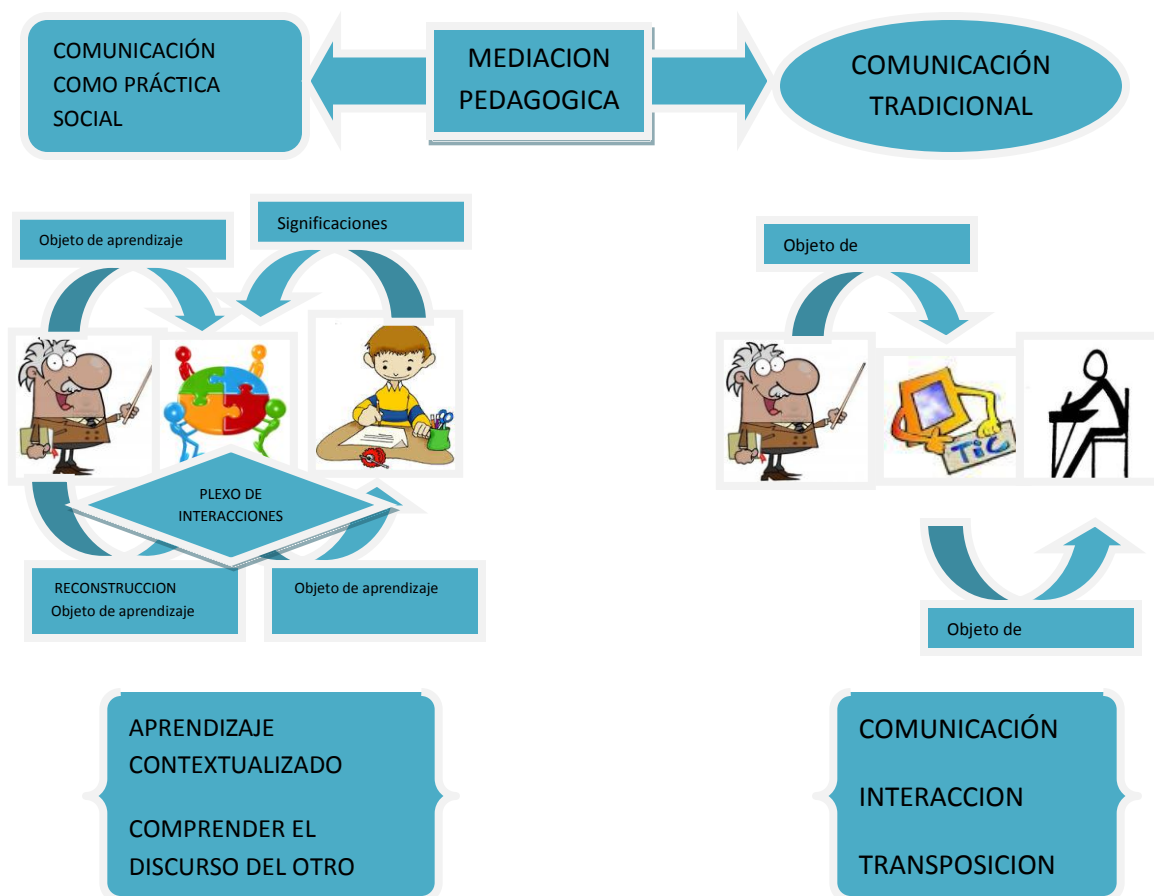 COMUNICACIÓN
COMO PRÁCTICA
SOCIAL
MEDIACION
PEDAGOGICA
COMUNICACIÓN
TRADICIONAL
Objeto de aprendizaje
Significaciones
Objeto de
TiC
PLEXO DE
INTERACCIONES
RECONSTRUCCION
Objeto de aprendizaje
Objeto de aprendizaje
Objeto de
APRENDIZAJE
CONTEXTUALIZADO
COMPRENDER EL
DISCURSO DEL OTRO
COMUNICACIÓN
INTERACCION
TRANSPOSICION